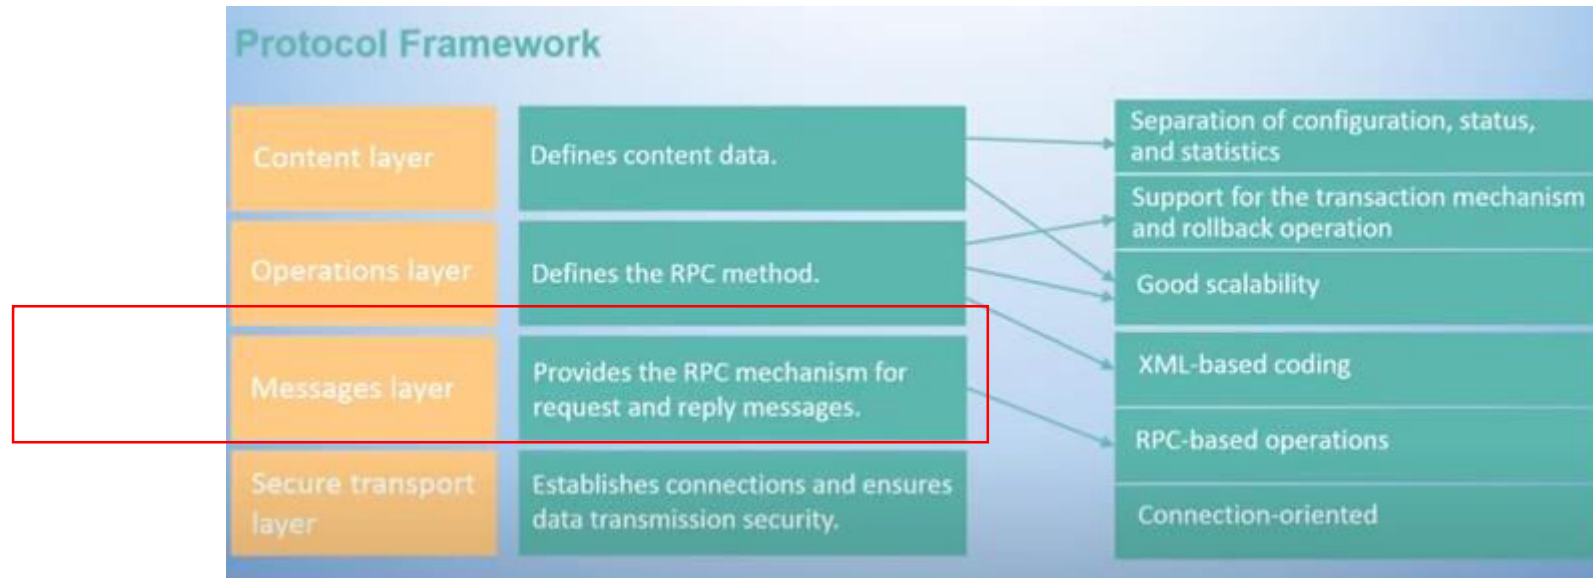 Protocol Framework
Content layer
Defines content data.
Separation of configuration, status,
and statistics
Operations layer
Defines the RPC method.
Support for the transaction mechanism
and rollback operation
Good scalability
Messages layer
Provides the RPC mechanism for
request and reply messages.
XML-based coding
RPC-based operations
Secure transport
layer
Establishes connections and ensures
data transmission security.
Connection-oriented